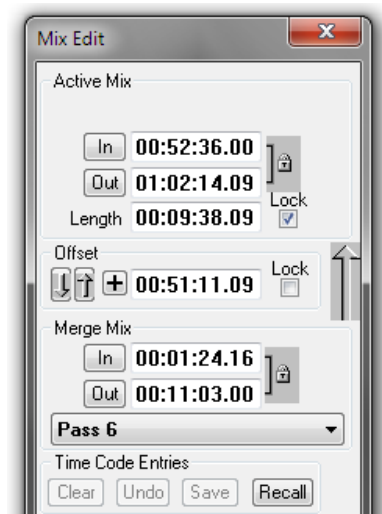 Mix Edit
Active Mix
In 00:52:36.00
Out 01:02:14.09
Lock
Length 00:09:38.09
Offset
Lock
+ 00:51:11.09
Merge Mix
In 00:01:24.16
Out 00:11:03.00
Pass 6
Time Code Entries
Clear Undo Save Recall